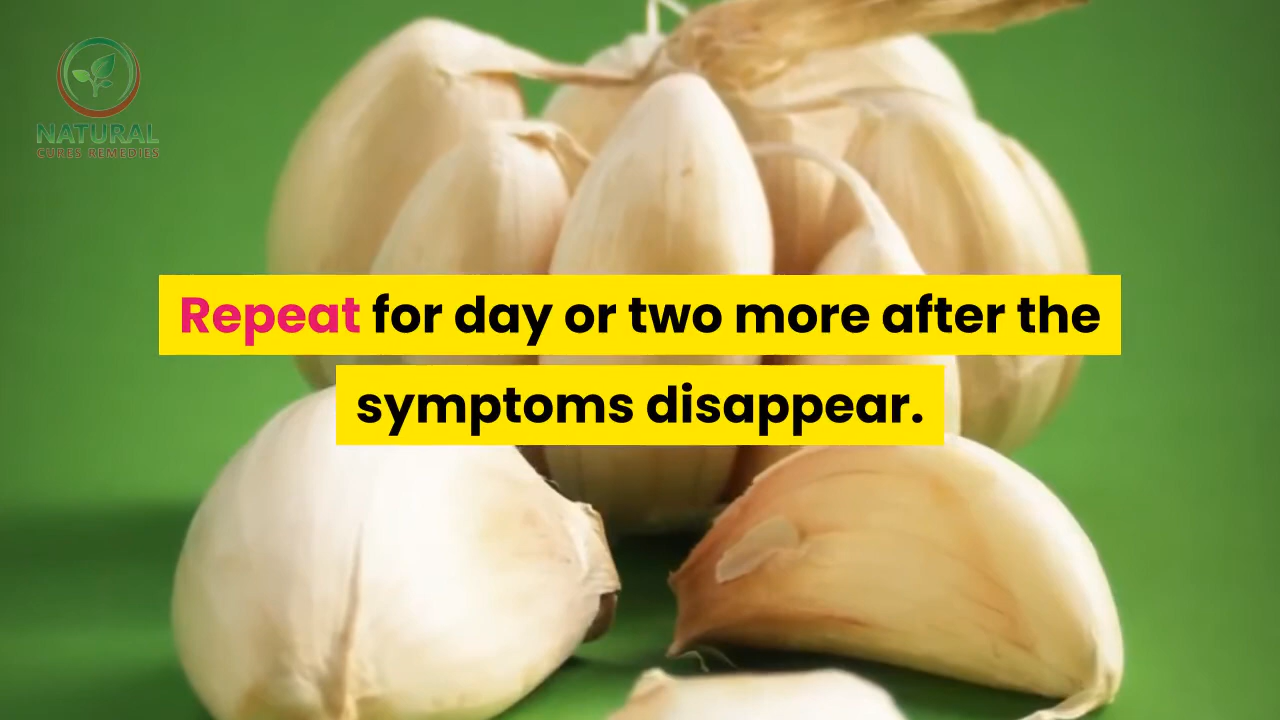 NATURAL
CURES REMEDIES
Repeat for day or two more after the
symptoms disappear.